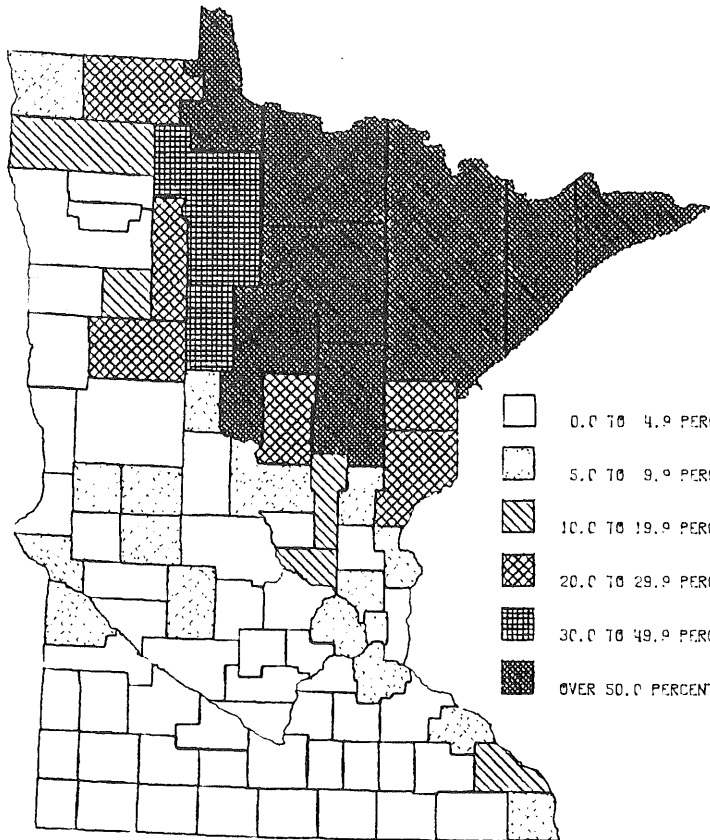 0.0 TO 4.9 PERC
5.0 TO 9.9 PERC
10.0 TO 19.9 PERC
20.0 TO 29.9 PERC
30.0 TO 49.9 PERC
OVER 50.0 PERCENT